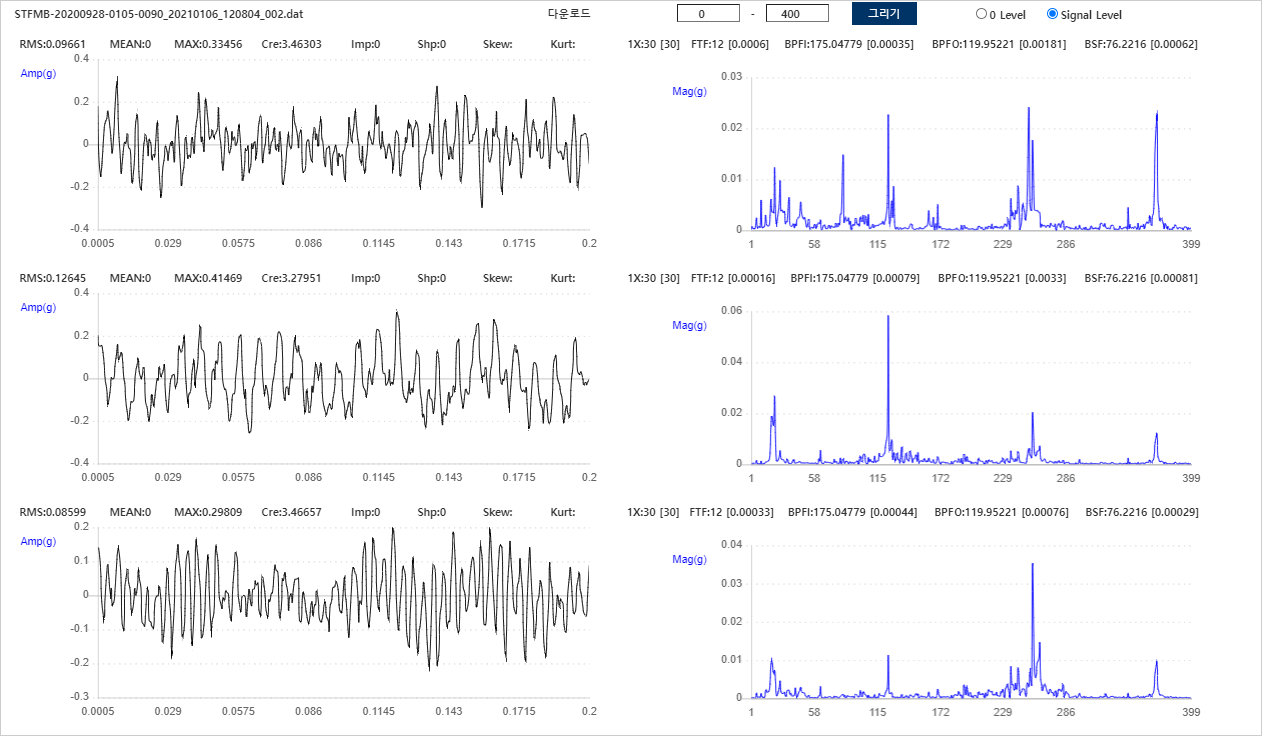 STFMB-20200928-0105-0090_20210106_120804_002.dat 다운로드 0 - 400 그리기 0 Level Signal Level
RMS:0.09661 MEAN:0 MAX:0.33456 Cre:3.46303 Imp:0 Shp:0 Skew: Kurt: 1X:30 [30] FTF:12 [0.0006] BPFI:175.04779 [0.00035] BPFO:119.95221 [0.00181] BSF:76.2216 [0.00062]
Amp(g)
0.4
0.2
0
-0.2
-0.4
0.0005 0.029 0.0575 0.086 0.1145 0.143 0.1715 0.2
Mag(g)
0.03
0.02
0.01
0
1 58 115 172 229 286 399
RMS:0.12645 MEAN:0 MAX:0.41469 Cre:3.27951 Imp:0 Shp:0 Skew: Kurt: 1X:30 [30] FTF:12 [0.00016] BPFI:175.04779 [0.00079] BPFO:119.95221 [0.0033] BSF:76.2216 [0.00081]
Amp(g)
0.4
0.2
0
-0.2
-0.4
0.0005 0.029 0.0575 0.086 0.1145 0.143 0.1715 0.2
Mag(g)
0.06
0.04
0.02
0
1 58 115 172 229 286 399
RMS:0.08599 MEAN:0 MAX:0.29809 Cre:3.46657 Imp:0 Shp:0 Skew: Kurt: 1X:30 [30] FTF:12 [0.00033] BPFI:175.04779 [0.00044] BPFO:119.95221 [0.00076] BSF:76.2216 [0.00029]
Amp(g)
0.2
0.1
0
-0.1
-0.2
-0.3
0.0005 0.029 0.0575 0.086 0.1145 0.143 0.1715 0.2
Mag(g)
0.04
0.03
0.02
0.01
0
1 58 115 172 229 286 399